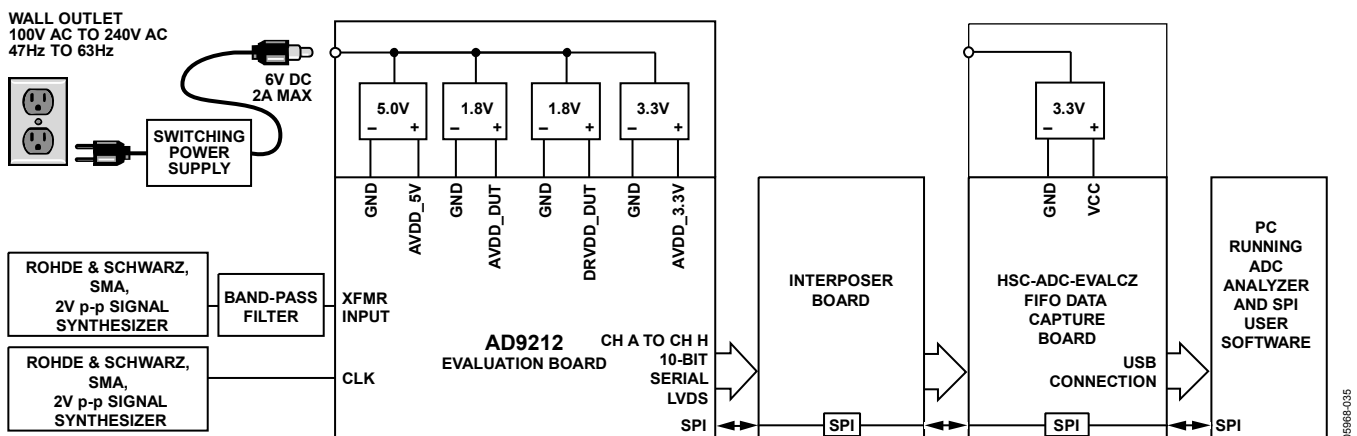 WALL OUTLET
100V AC TO 240V AC
47Hz TO 63Hz
6V DC
2A MAX
SWITCHING
POWER
SUPPLY
5.0V
– +
1.8V
– +
1.8V
– +
3.3V
– +
GND
AVDD_5V
GND
AVDD_DUT
GND
DRVDD_DUT
GND
AVDD_3.3V
3.3V
– +
GND
VCC
ROHDE & SCHWARZ,
SMA,
2V p-p SIGNAL
SYNTHESIZER
BAND-PASS
FILTER
XFMR
INPUT
ROHDE & SCHWARZ,
SMA,
2V p-p SIGNAL
SYNTHESIZER
CLK
AD9212
EVALUATION BOARD
CH A TO CH H
10-BIT
SERIAL
LVDS
SPI
INTERPOSER
BOARD
SPI
HSC-ADC-EVALCZ
FIFO DATA
CAPTURE
BOARD
USB
CONNECTION
SPI
PC
RUNNING
ADC
ANALYZER
AND SPI
USER
SOFTWARE
SPI
05968-035